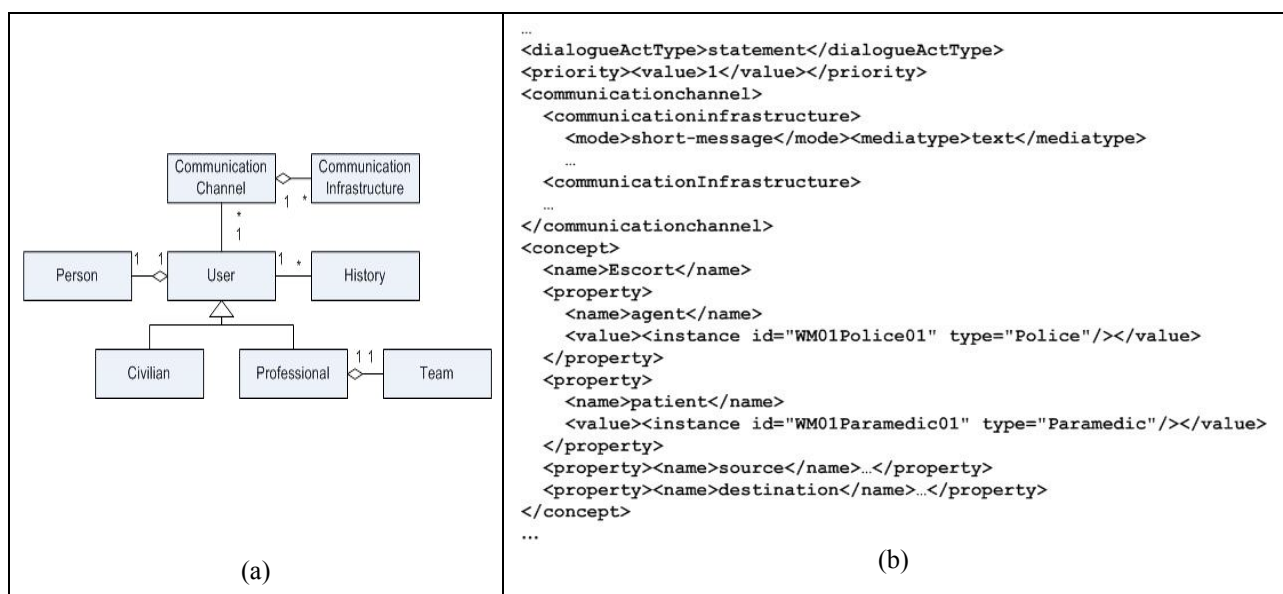 Communication
Channel
Communication
Infrastructure
1 *
*
1
Person
1 1
User
1 *
History
Civilian
Professional
1 1
Team
(a)
…
<dialogueActType>statement</dialogueActType>
<priority><value>1</value></priority>
<communicationchannel>
<communicationinfrastructure>
<mode>short-message</mode><mediatype>text</mediatype>
…
<communicationInfrastructure>
…
</communicationchannel>
<concept>
<name>Escort</name>
<property>
<name>agent</name>
<value><instance id="WM01Police01" type="Police"/></value>
</property>
<property>
<name>patient</name>
<value><instance id="WM01Paramedic01" type="Paramedic"/></value>
</property>
<property><name>source</name>…</property>
<property><name>destination</name>…</property>
</concept>
…
(b)